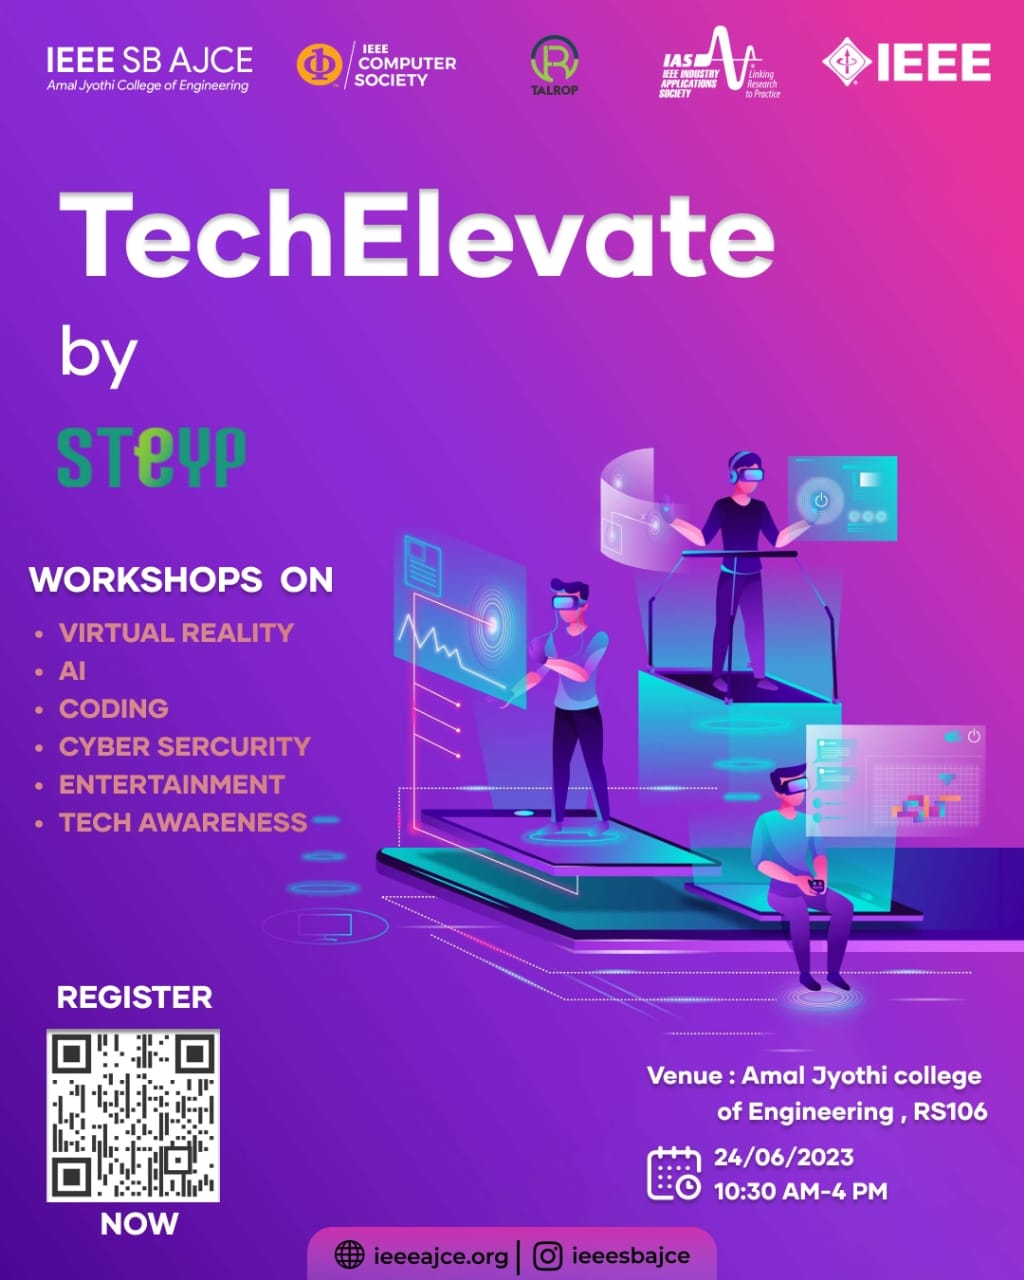 IEEE SB AJCE
Amal Jyothi College of Engineering
IEEE
COMPUTER
SOCIETY
TALROP
IAS
IEEE INDUSTRY
APPLICATIONS
SOCIETY
Linking
Research
to Practice
IEEE
TechElevate
by
STEYP
WORKSHOPS ON
• VIRTUAL REALITY
• AI
• CODING
• CYBER SERCURITY
• ENTERTAINMENT
• TECH AWARENESS
REGISTER
NOW
Venue : Amal Jyothi college
of Engineering , RS106
24/06/2023
10:30 AM-4 PM
ieeeajce.org | ieeesbajce